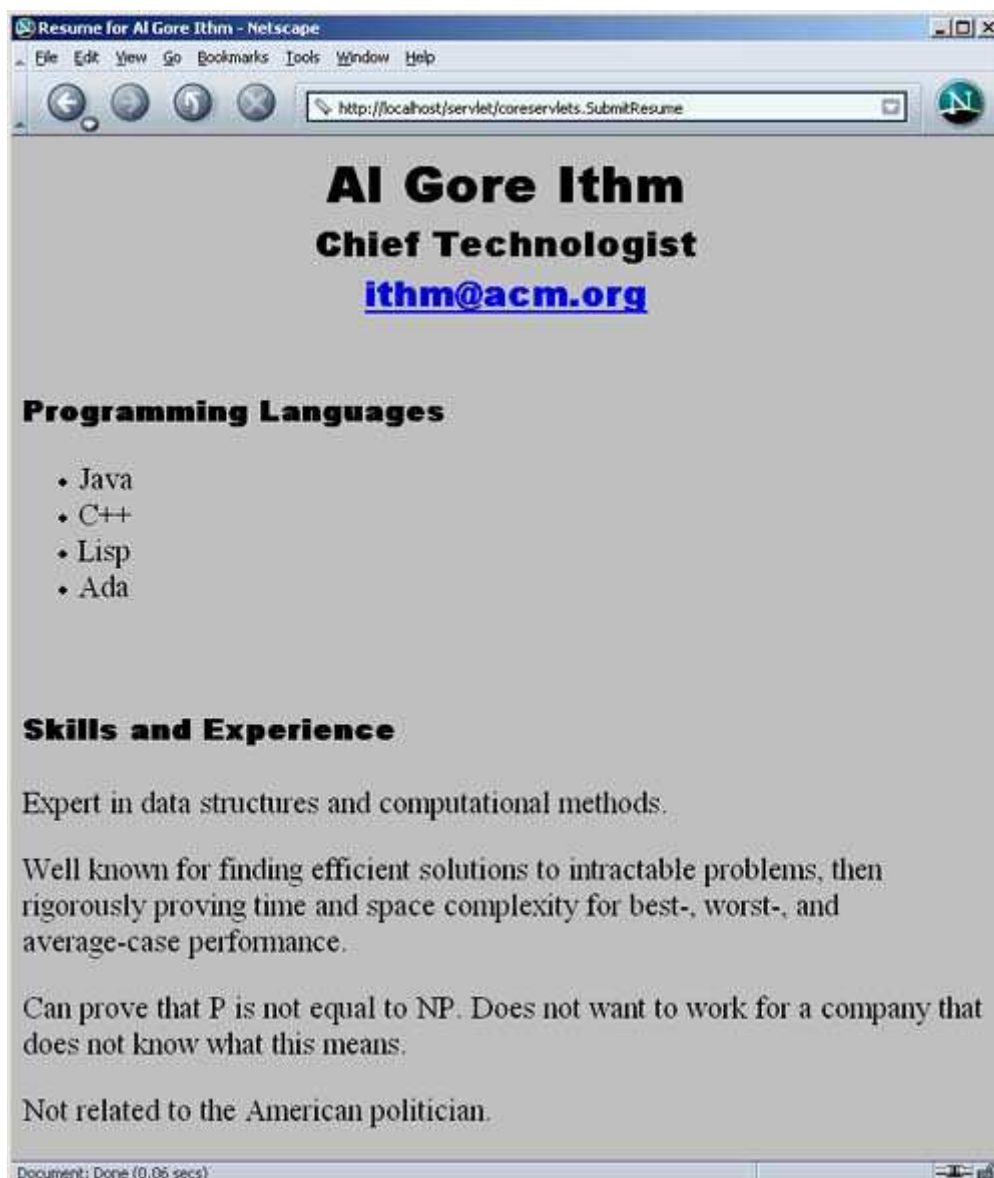 Resume for Al Gore Ithm - Netscape
File Edit View Go Bookmarks Tools Window Help
http://localhost/servlet/coreservlets.SubmitResume
N
Al Gore Ithm
Chief Technologist
ithm@acm.org
Programming Languages
• Java
• C++
• Lisp
• Ada
Skills and Experience
Expert in data structures and computational methods.
Well known for finding efficient solutions to intractable problems, then
rigorously proving time and space complexity for best-, worst-, and
average-case performance.
Can prove that P is not equal to NP. Does not want to work for a company that
does not know what this means.
Not related to the American politician.
Document: Done (0.06 secs)